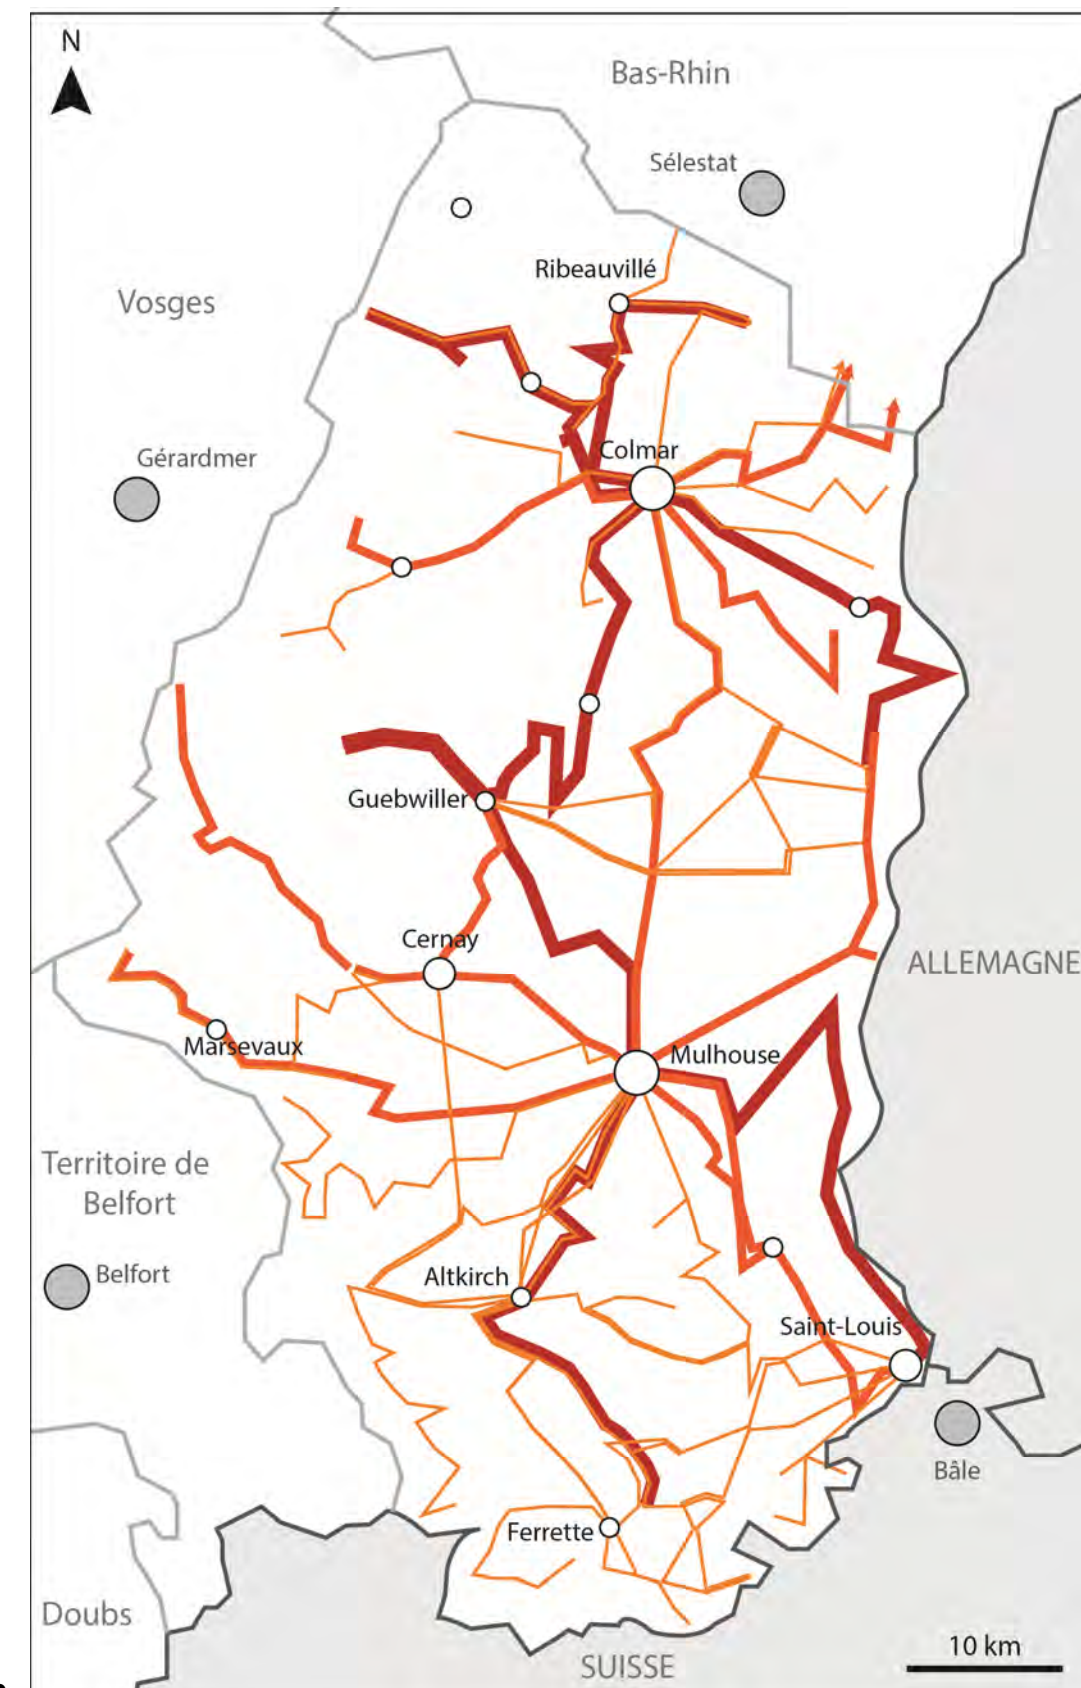 N
Bas-Rhin
Sélestat
Ribeauvillé
Vosges
Colmar
Gérardmer
Guebwiller
Cernay
ALLEMAGNE
Marsevaux
Mulhouse
Territoire de
Belfort
Altkirch
Belfort
Saint-Louis
Bâle
Ferrette
Doubs
10 km
SUISSE